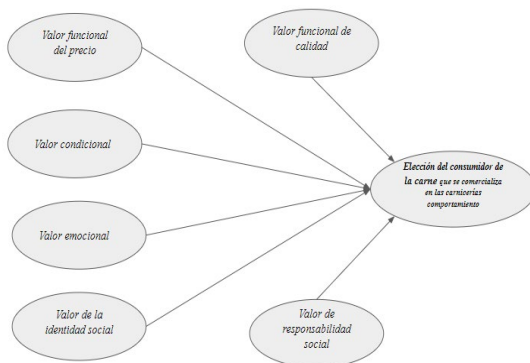 Valor funcional
del precio
Valor funcional de
calidad
Valor condicional
Elección del consumidor de
la carne que se comercializa
en las carnicerías
comportamiento
Valor emocional
Valor de la
identidad social
Valor de
responsabilidad
social